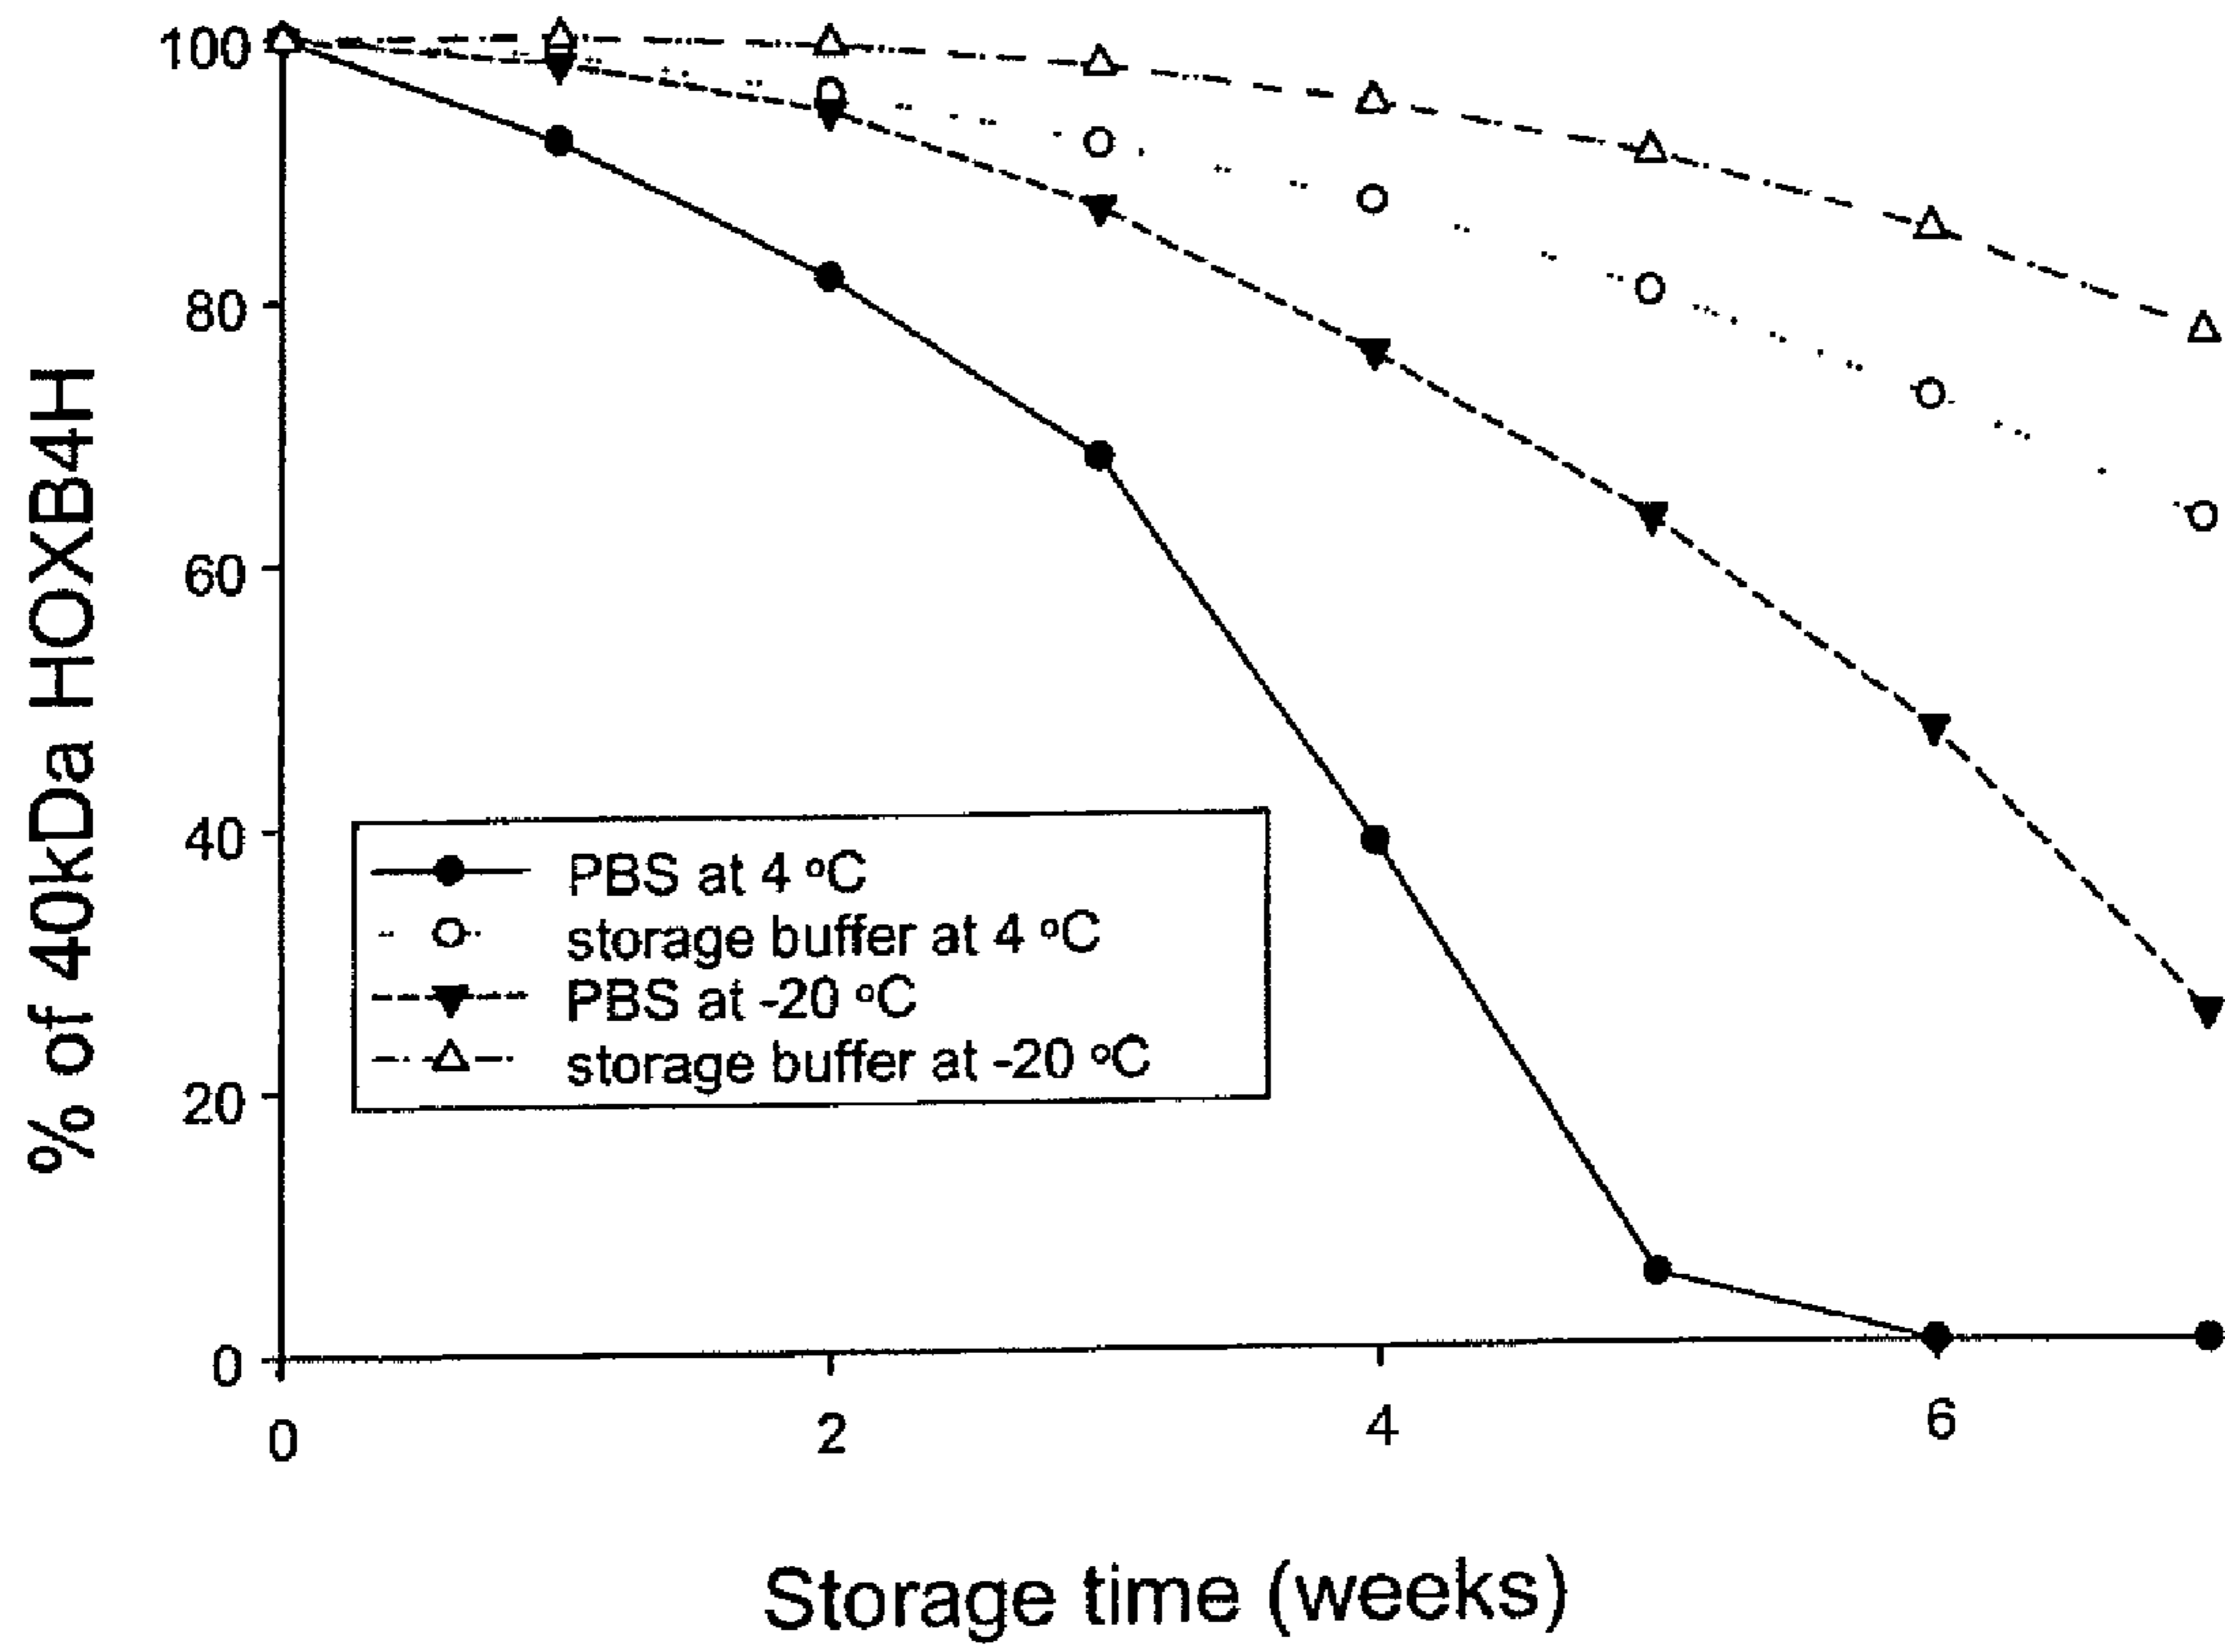 % of 40kDa HOXB4H
100
80
60
40
20
0
PBS at 4 °C
storage buffer at 4 °C
PBS at -20 °C
storage buffer at -20 °C
0 2 4 6
Storage time (weeks)